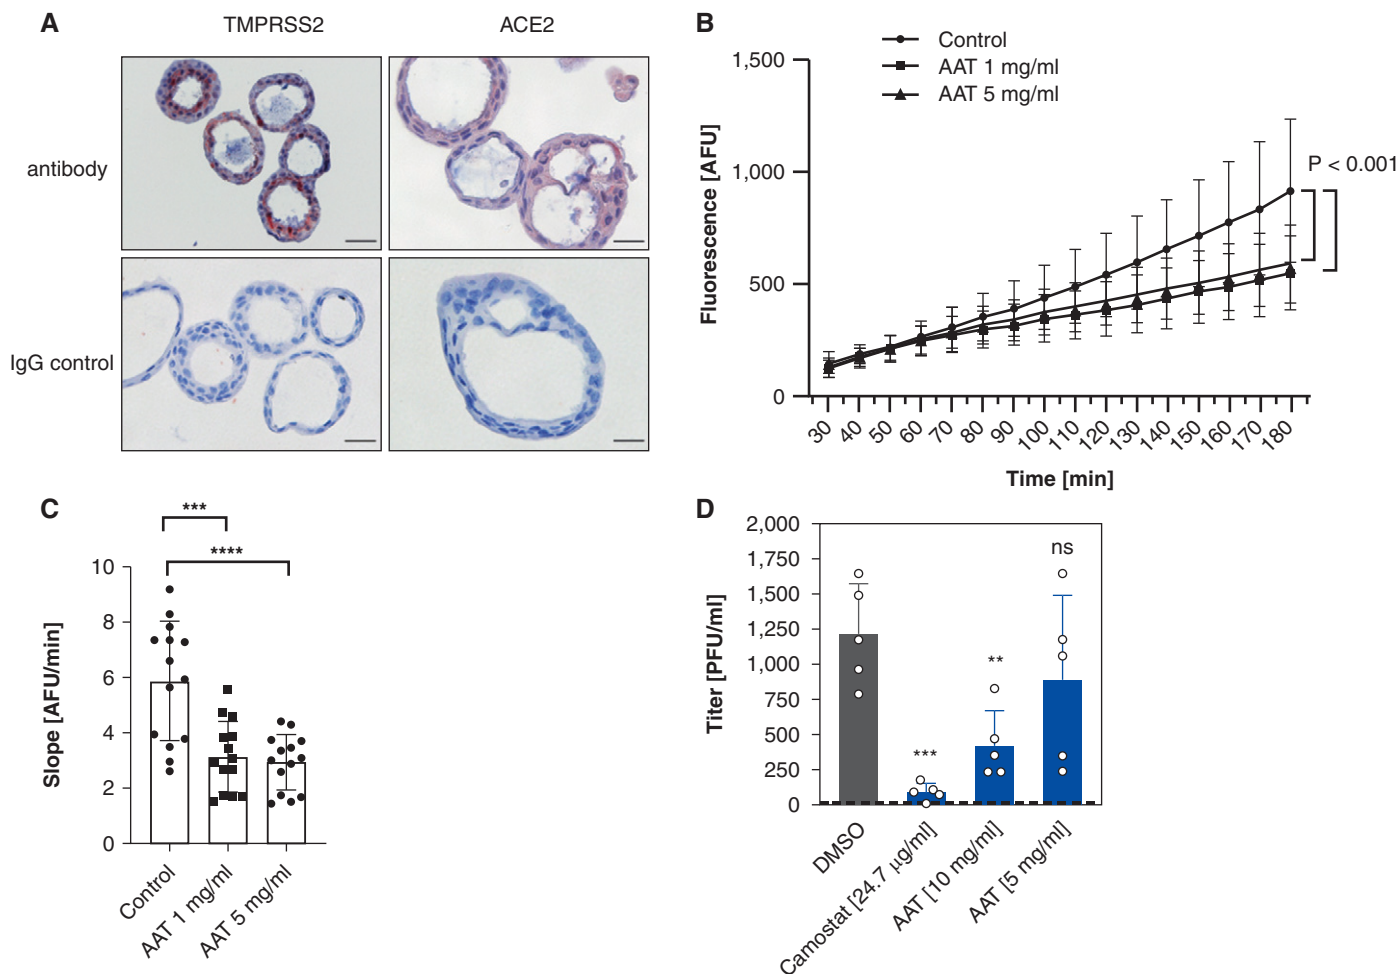 A
TMPRSS2
ACE2
antibody
IgG control
B
Control
AAT 1 mg/ml
AAT 5 mg/ml
1,500
1,000
500
0
Fluorescence [AFU]
P < 0.001
30 40 50 60 70 80 90 100 110 120 130 140 150 160 170 180
Time [min]
C
***
****
10
8
6
4
2
0
Slope [AFU/min]
Control
AAT 1 mg/ml
AAT 5 mg/ml
D
2,000
1,750
1,500
1,250
1,000
750
500
250
0
Titer [PFU/ml]
***
**
ns
DMSO
Camostat [24.7 μg/ml]
AAT [10 mg/ml]
AAT [5 mg/ml]